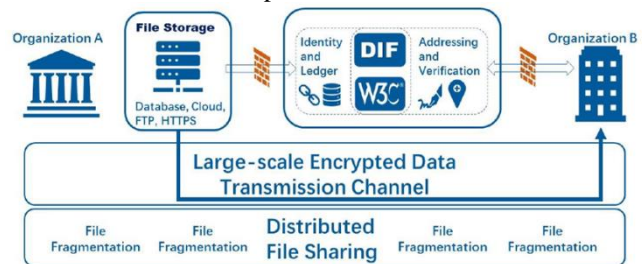 Organization A
File Storage
Database, Cloud,
FTP, HTTPS
Identity
and
Ledger
DIF
W3C
Addressing
and
Verification
Organization B
Large-scale Encrypted Data
Transmission Channel
File
Fragmentation
File
Fragmentation
Distributed
File Sharing
File
Fragmentation
File
Fragmentation